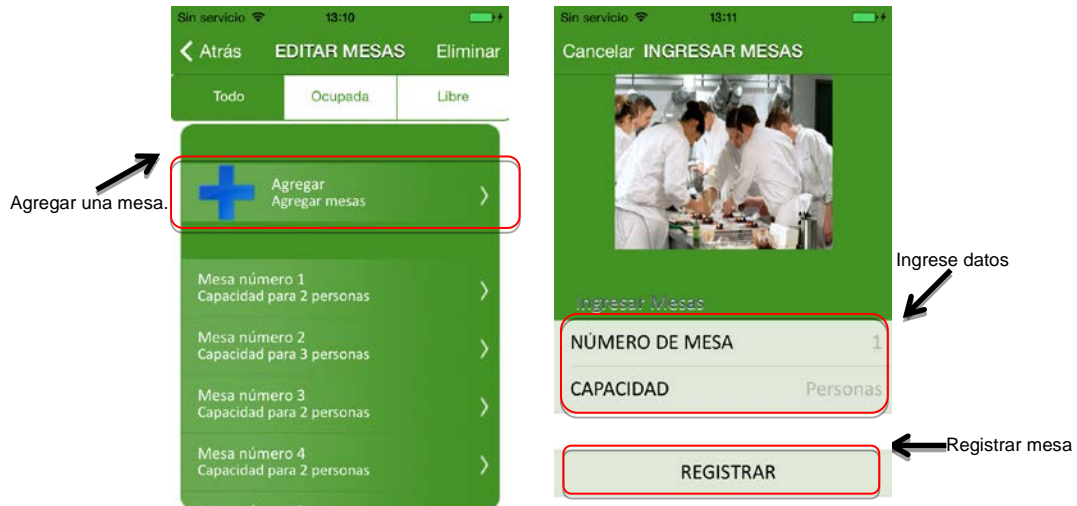 Sin servicio 13:10
Atrás EDITAR MESAS Eliminar
Todo Ocupada Libre
Agregar una mesa.
Agregar
Agregar mesas
Mesa número 1
Capacidad para 2 personas
Mesa número 2
Capacidad para 3 personas
Mesa número 3
Capacidad para 2 personas
Mesa número 4
Capacidad para 2 personas
Sin servicio 13:11
Cancelar INGRESAR MESAS
Ingrese datos
Ingresar Mesas
NÚMERO DE MESA 1
CAPACIDAD Personas
Registrar mesa
REGISTRAR